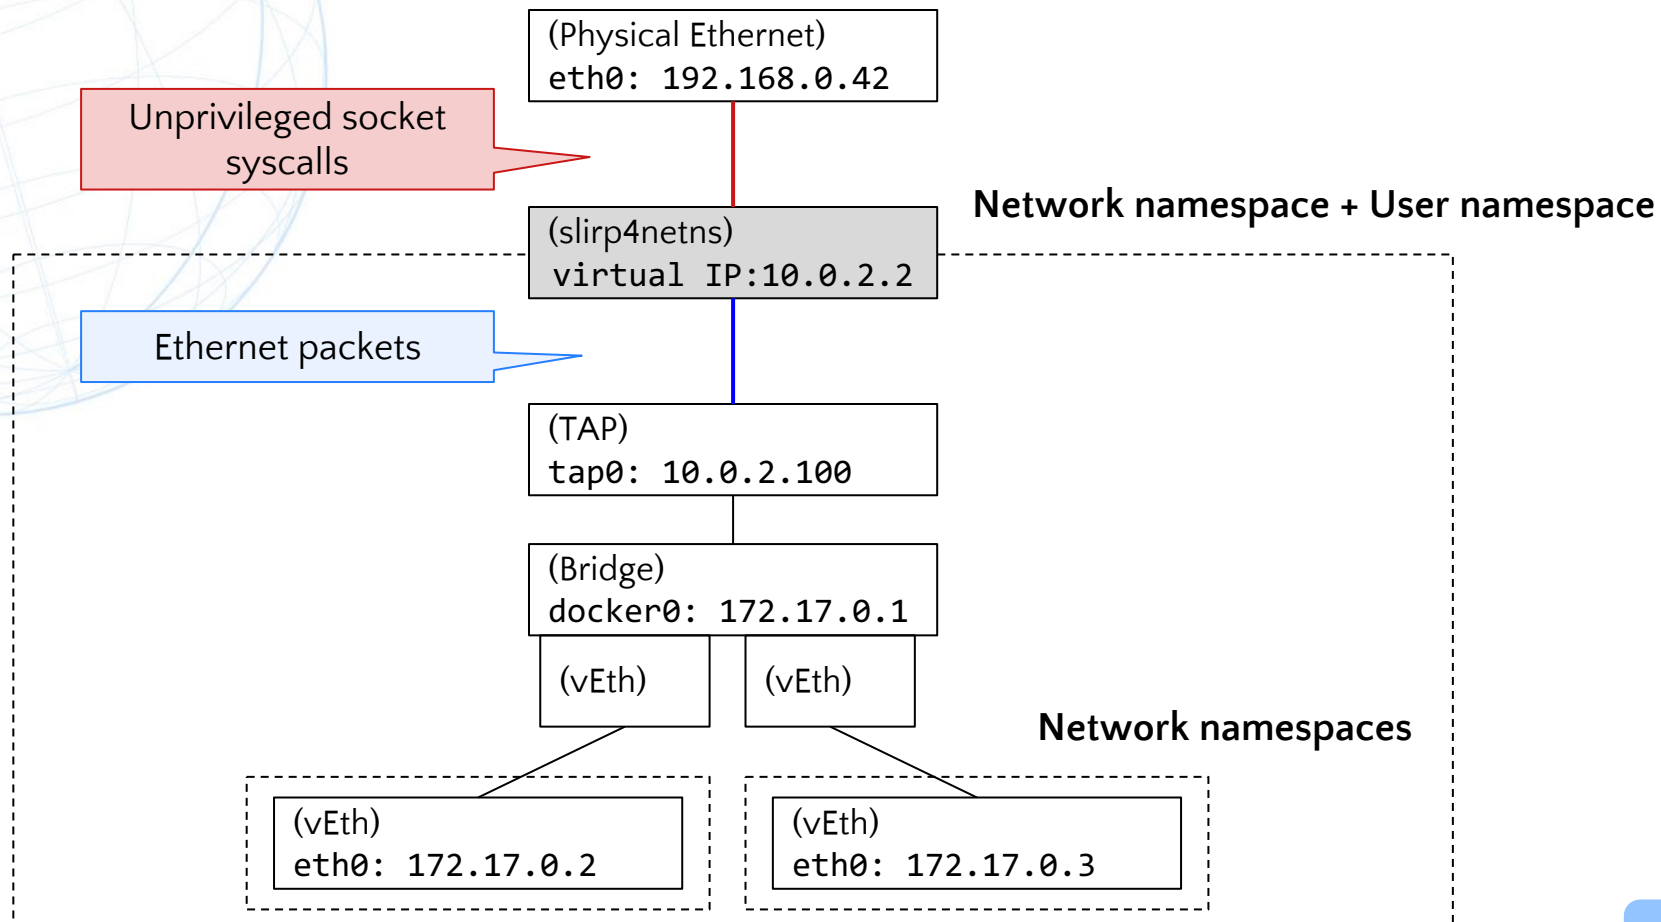 (Physical Ethernet)
eth0: 192.168.0.42
Unprivileged socket
syscalls
Network namespace + User namespace
(slirp4netns)
virtual IP:10.0.2.2
Ethernet packets
(TAP)
tap0: 10.0.2.100
(Bridge)
docker0: 172.17.0.1
(vEth)
(vEth)
Network namespaces
(vEth)
eth0: 172.17.0.2
(vEth)
eth0: 172.17.0.3